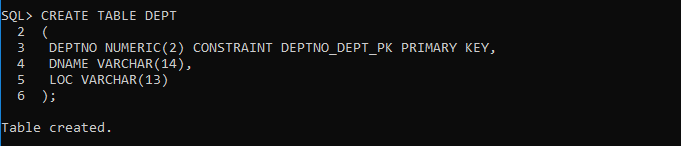 SQL> CREATE TABLE DEPT
  2  (
  3   DEPTNO NUMERIC(2) CONSTRAINT DEPTNO_DEPT_PK PRIMARY KEY,
  4   DNAME VARCHAR(14),
  5   LOC VARCHAR(13)
  6  );
Table created.